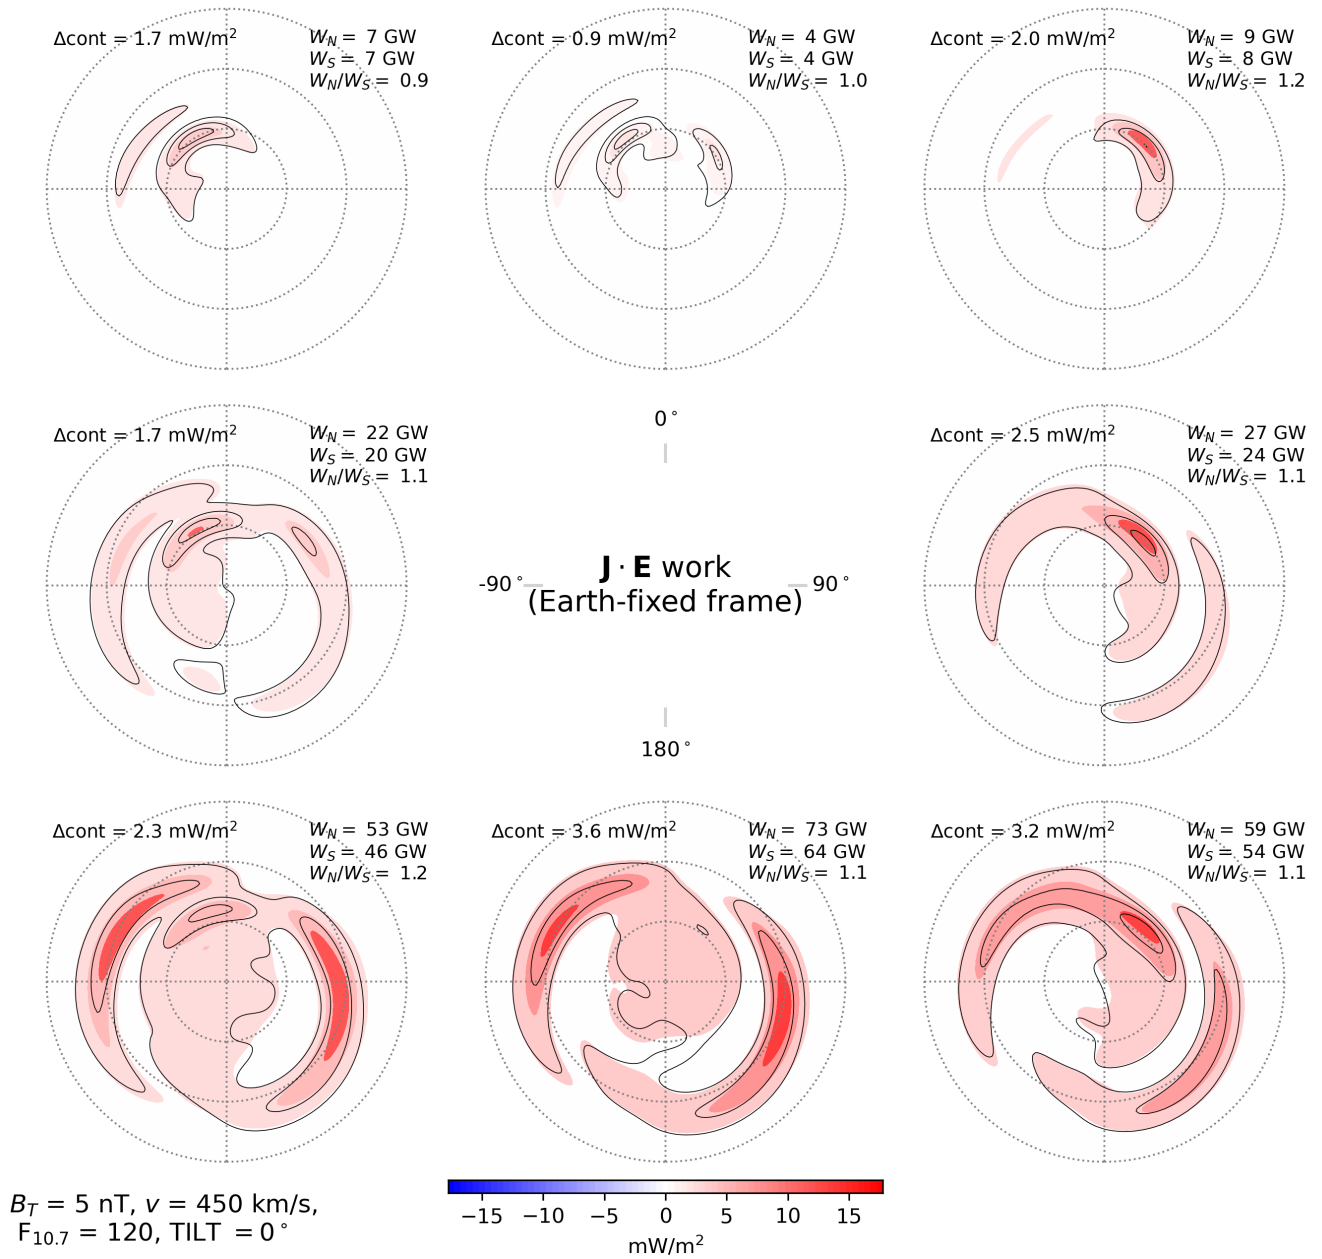 Δcont = 1.7 mW/m²
W_N = 7 GW
W_S = 7 GW
W_N/W_S = 0.9
Δcont = 0.9 mW/m²
W_N = 4 GW
W_S = 4 GW
W_N/W_S = 1.0
Δcont = 2.0 mW/m²
W_N = 9 GW
W_S = 8 GW
W_N/W_S = 1.2
Δcont = 1.7 mW/m²
W_N = 22 GW
W_S = 20 GW
W_N/W_S = 1.1
0°
-90°
J · E work
(Earth-fixed frame)
90°
180°
Δcont = 2.5 mW/m²
W_N = 27 GW
W_S = 24 GW
W_N/W_S = 1.1
Δcont = 2.3 mW/m²
W_N = 53 GW
W_S = 46 GW
W_N/W_S = 1.2
Δcont = 3.6 mW/m²
W_N = 73 GW
W_S = 64 GW
W_N/W_S = 1.1
Δcont = 3.2 mW/m²
W_N = 59 GW
W_S = 54 GW
W_N/W_S = 1.1
B_T = 5 nT, v = 450 km/s,
F_10.7 = 120, TILT = 0°
−15 −10 −5 0 5 10 15
mW/m²